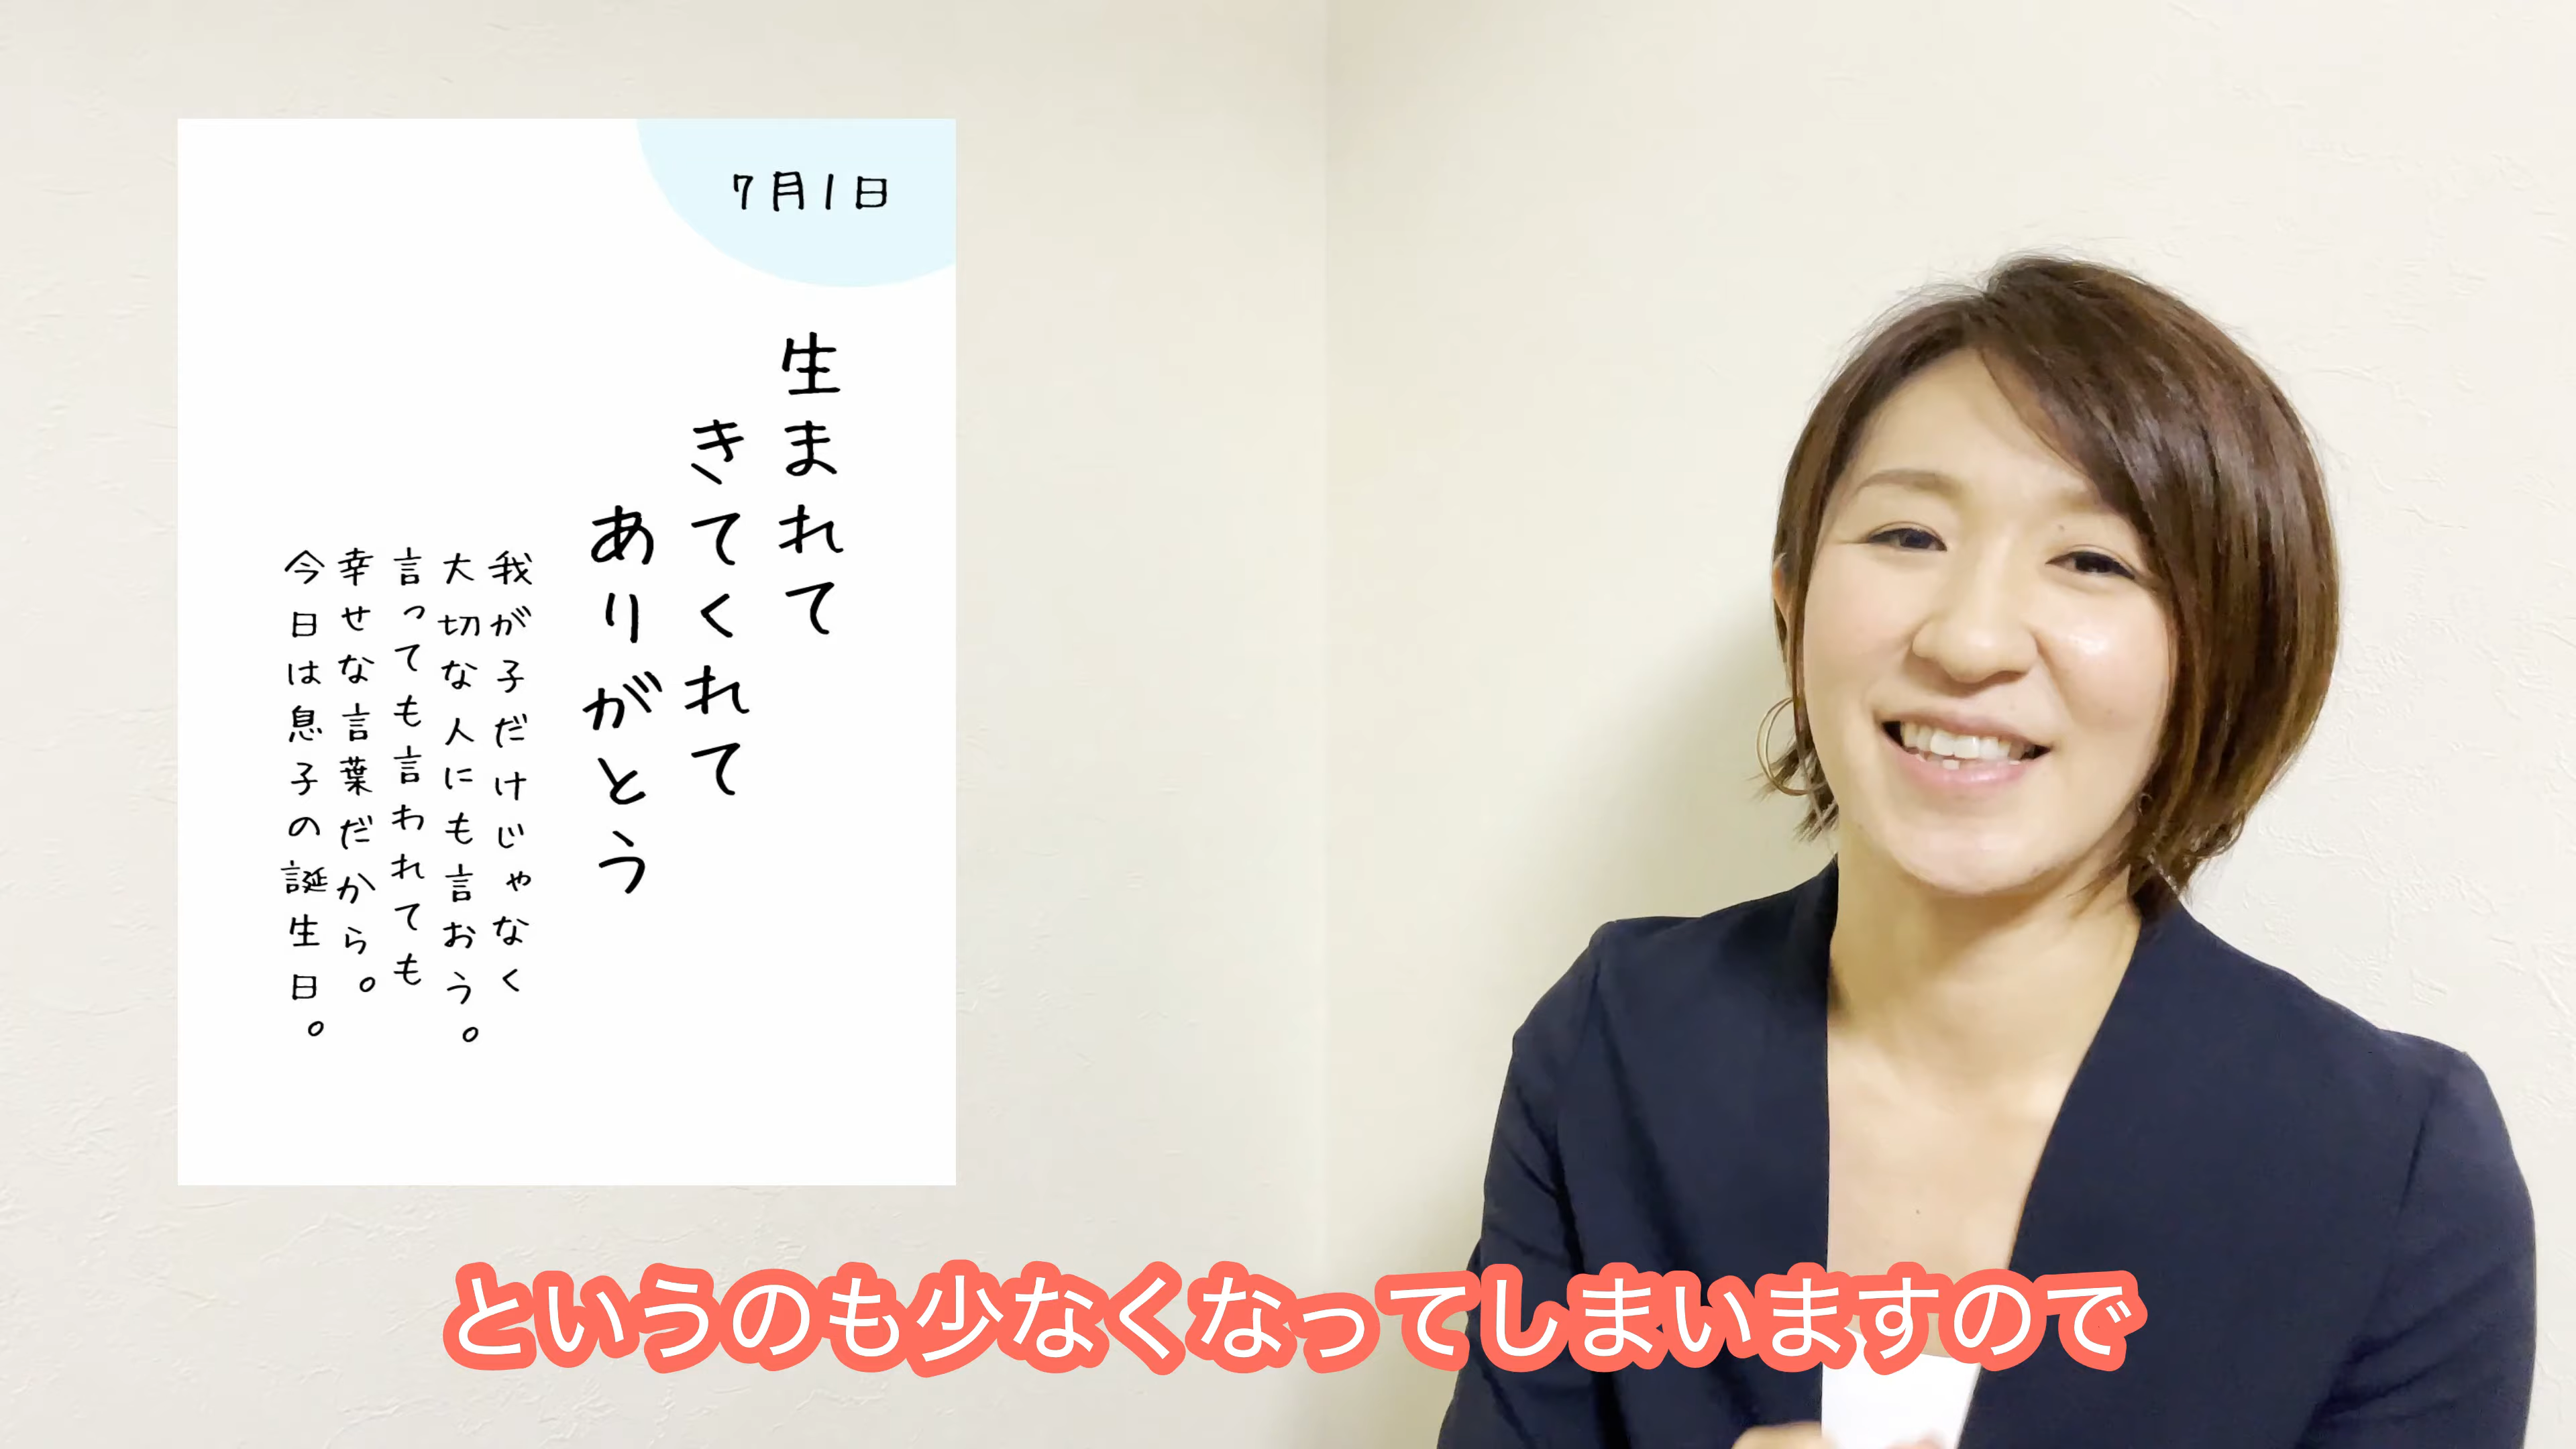 7月1日
生まれて
きてくれて
ありがとう
我が子だけじゃなく
大切な人にも言おう。
言っても言われても
幸せな言葉だから。
今日は息子の誕生日。
というのも少なくなってしまいますので